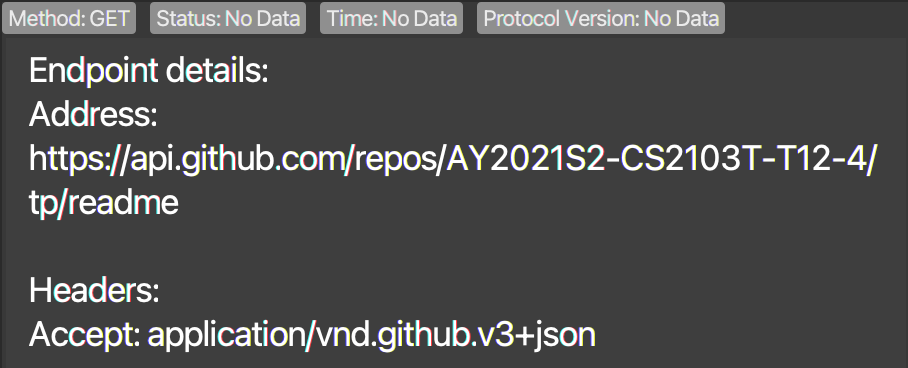 Method: GET Status: No Data Time: No Data Protocol Version: No Data
Endpoint details:
Address:
https://api.github.com/repos/AY2021S2-CS2103T-T12-4/
tp/readme
Headers:
Accept: application/vnd.github.v3+json